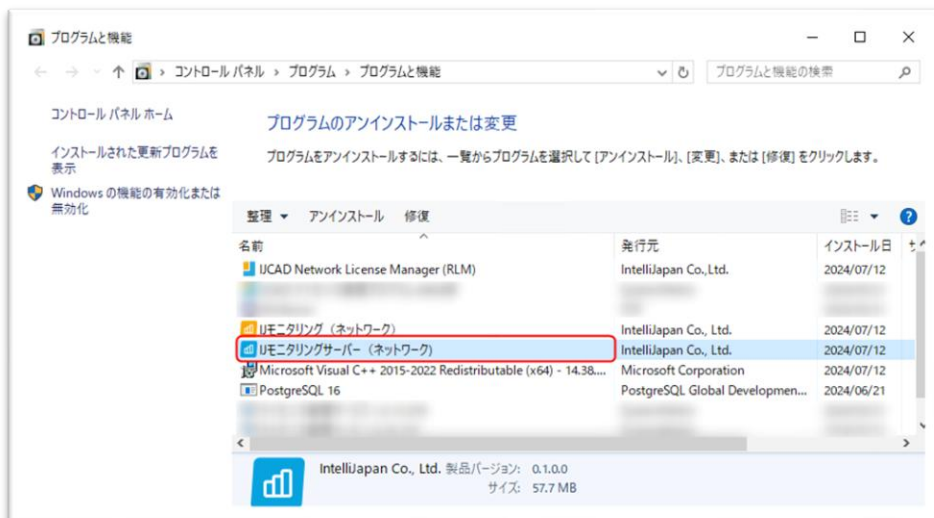 プログラムと機能
コントロール パネル › プログラム › プログラムと機能
プログラムと機能の検索
コントロール パネル ホーム
インストールされた更新プログラムを
表示
Windows の機能の有効化または
無効化
プログラムのアンインストールまたは変更
プログラムをアンインストールするには、一覧からプログラムを選択して [アンインストール]、[変更]、または [修復] をクリックします。
整理 アンインストール 修復
名前 発行元 インストール日 サ
IJCAD Network License Manager (RLM) IntelliJapan Co.,Ltd. 2024/07/12
IJモニタリング（ネットワーク） IntelliJapan Co., Ltd. 2024/07/12
IJモニタリングサーバー（ネットワーク） IntelliJapan Co., Ltd. 2024/07/12
Microsoft Visual C++ 2015-2022 Redistributable (x64) - 14.38.... Microsoft Corporation 2024/07/12
PostgreSQL 16 PostgreSQL Global Developmen... 2024/06/21
IntelliJapan Co., Ltd. 製品バージョン: 0.1.0.0
サイズ: 57.7 MB